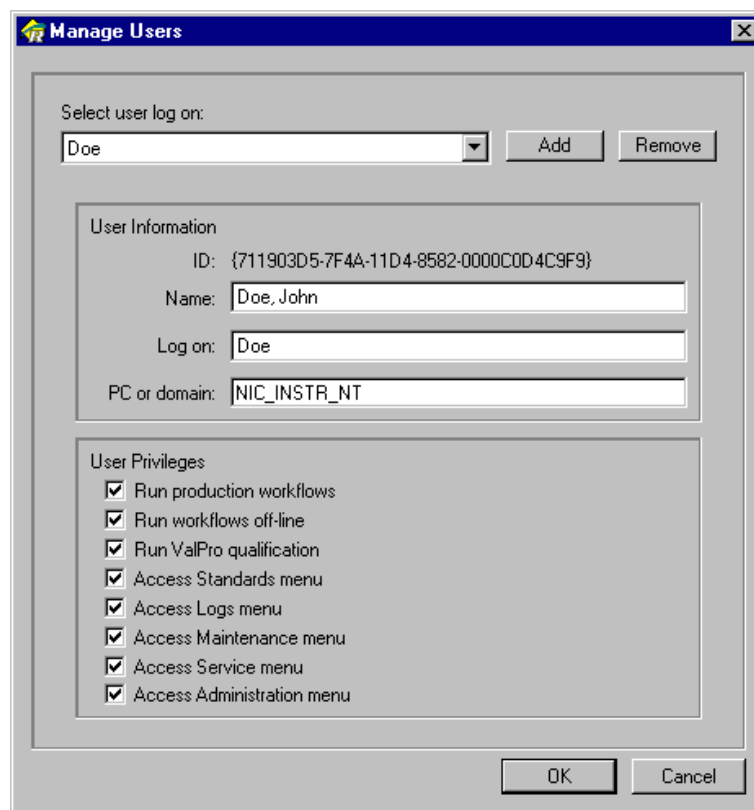 Manage Users
Select user log on:
Doe
Add
Remove
User Information
ID: {711903D5-7F4A-11D4-8582-0000C0D4C9F9}
Name: Doe, John
Log on: Doe
PC or domain: NIC_INSTR_NT
User Privileges
Run production workflows
Run workflows off-line
Run ValPro qualification
Access Standards menu
Access Logs menu
Access Maintenance menu
Access Service menu
Access Administration menu
OK
Cancel